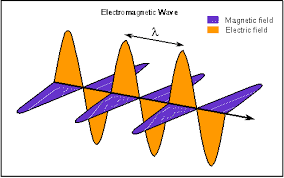 Electromagnetic Wave
Magnetic field
Electric field
λ